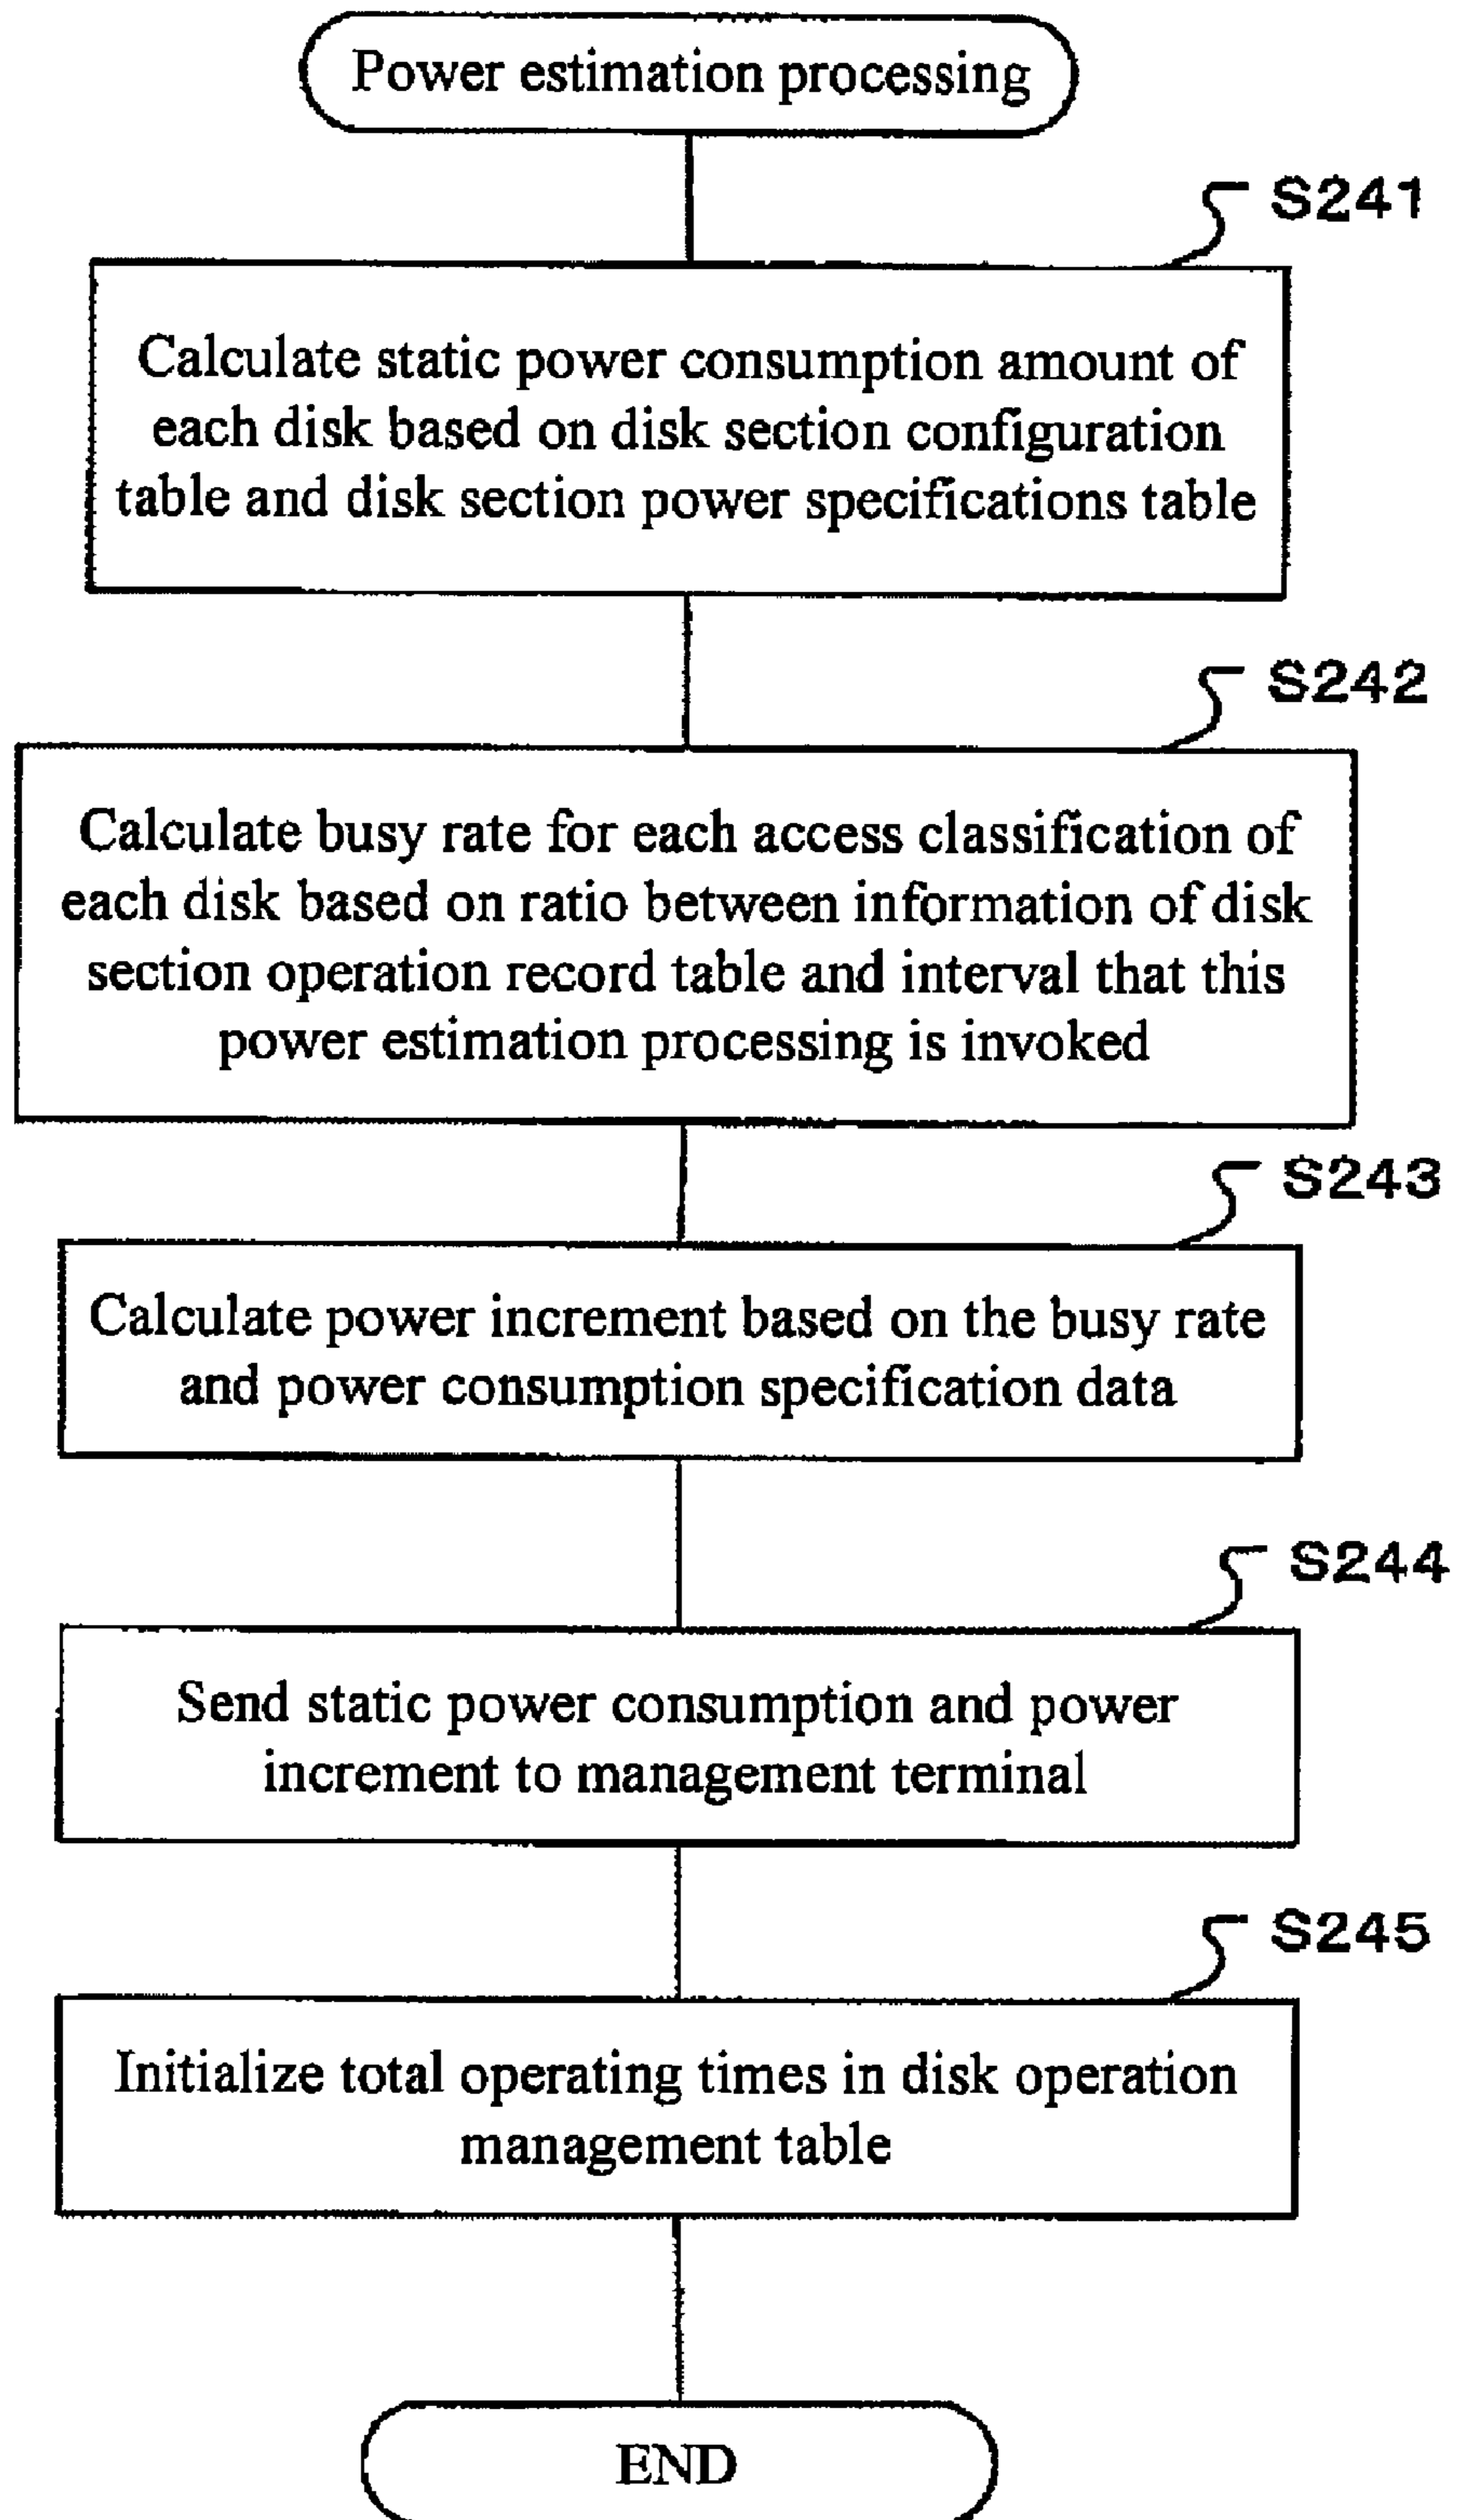 Power estimation processing
S241
Calculate static power consumption amount of
each disk based on disk section configuration
table and disk section power specifications table
S242
Calculate busy rate for each access classification of
each disk based on ratio between information of disk
section operation record table and interval that this
power estimation processing is invoked
S243
Calculate power increment based on the busy rate
and power consumption specification data
S244
Send static power consumption and power
increment to management terminal
S245
Initialize total operating times in disk operation
management table
END